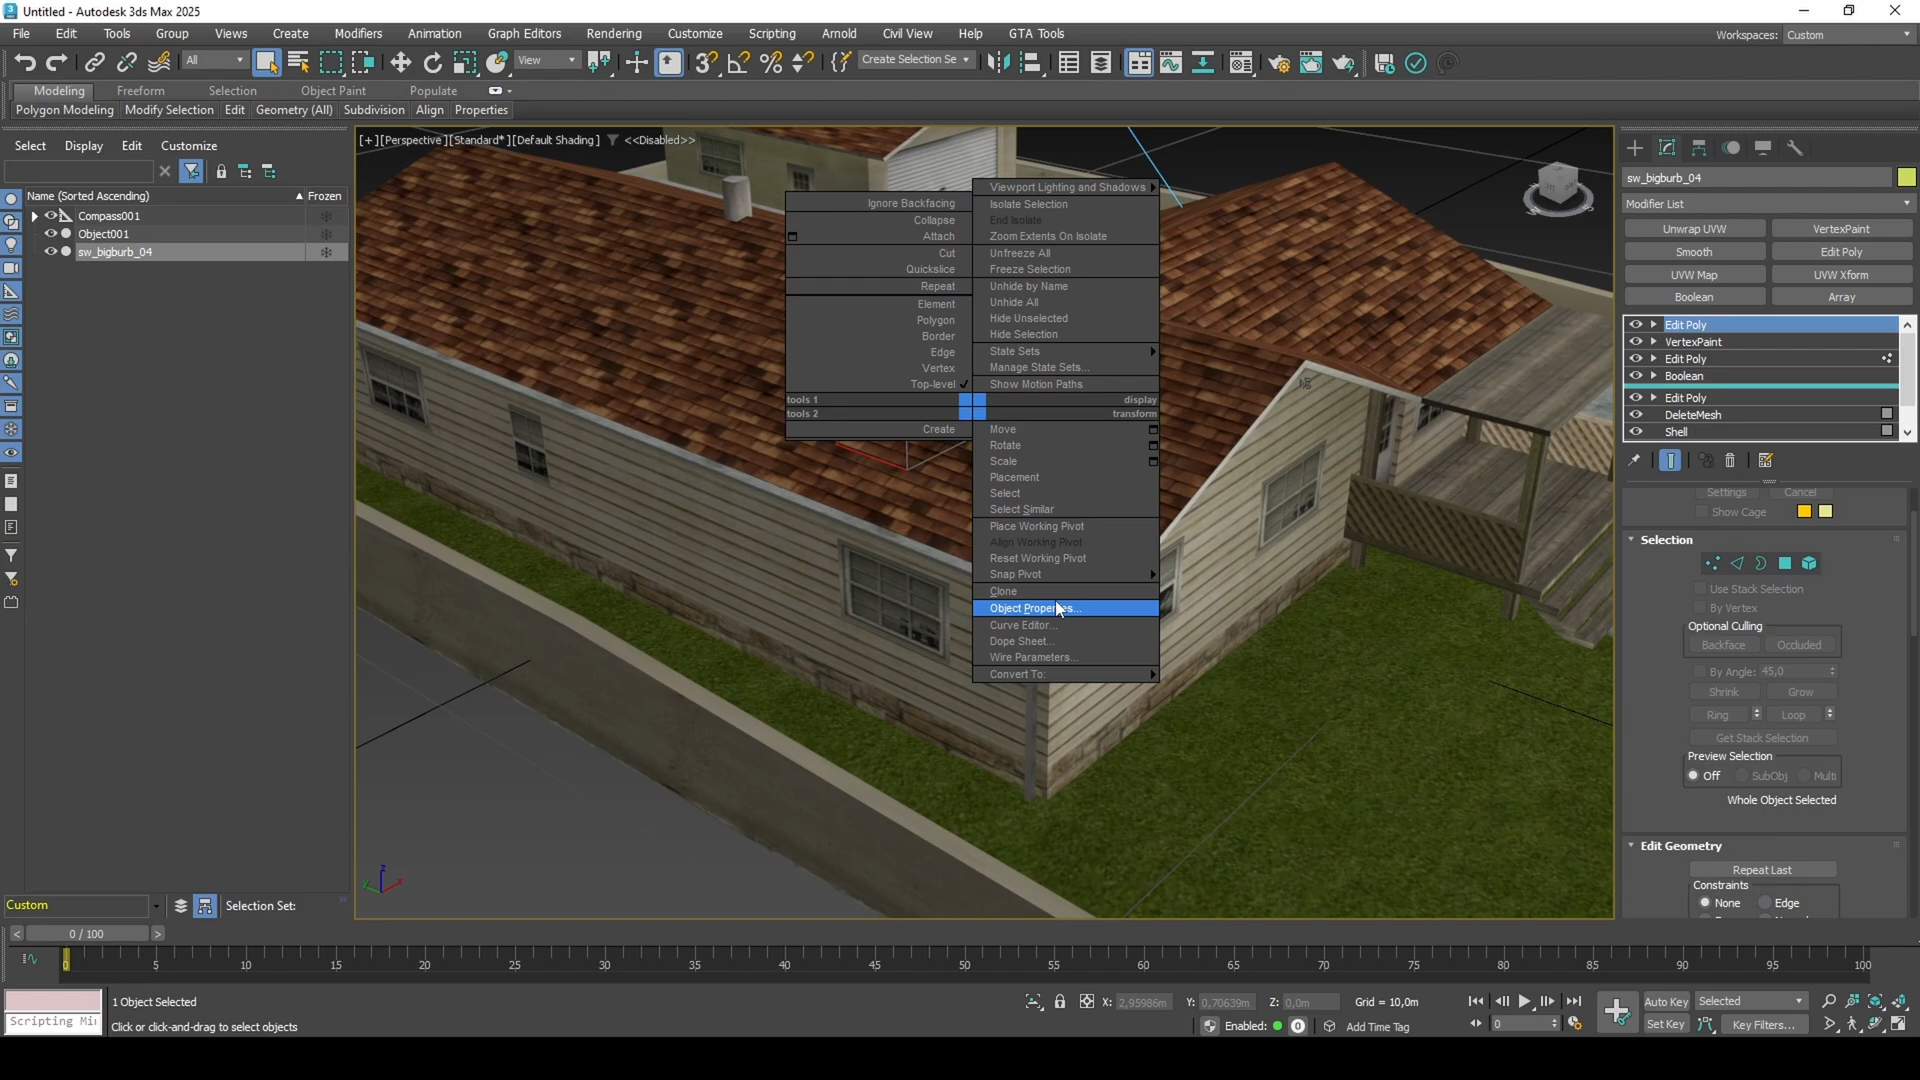 Untitled - Autodesk 3ds Max 2025
File Edit Tools Group Views Create Modifiers Animation Graph Editors Rendering Customize Scripting Arnold Civil View Help GTA Tools
Workspaces: Custom
All View Create Selection Se
Modeling Freeform Selection Object Paint Populate
Polygon Modeling Modify Selection Edit Geometry (All) Subdivision Align Properties
Select Display Edit Customize
Name (Sorted Ascending) Frozen
Compass001
Object001
sw_bigburb_04
[+][Perspective][Standard*][Default Shading] <<Disabled>>
Ignore Backfacing
Collapse
Attach
Cut
Quickslice
Repeat
Element
Polygon
Border
Edge
Vertex
Top-level
tools 1
tools 2
Create
Viewport Lighting and Shadows
Isolate Selection
End Isolate
Zoom Extents On Isolate
Unfreeze All
Freeze Selection
Unhide by Name
Unhide All
Hide Unselected
Hide Selection
State Sets
Manage State Sets...
Show Motion Paths
display
transform
Move
Rotate
Scale
Placement
Select
Select Similar
Place Working Pivot
Align Working Pivot
Reset Working Pivot
Snap Pivot
Clone
Object Properties...
Curve Editor...
Dope Sheet...
Wire Parameters...
Convert To:
sw_bigburb_04
Modifier List
Unwrap UVW VertexPaint
Smooth Edit Poly
UVW Map UVW Xform
Boolean Array
Edit Poly
VertexPaint
Edit Poly
Boolean
Edit Poly
DeleteMesh
Shell
Settings Cancel
Show Cage
Selection
Use Stack Selection
By Vertex
Optional Culling
Backface Occluded
By Angle: 45,0
Shrink Grow
Ring Loop
Get Stack Selection
Preview Selection
Off SubObj Multi
Whole Object Selected
Edit Geometry
Repeat Last
Constraints
None Edge
Custom Selection Set:
< 0 / 100 >
0 5 10 15 20 25 30 35 40 45 50 55 60 65 70 75 80 85 90 95 100
1 Object Selected
X: 2,95986m Y: 0,70639m Z: 0,0m Grid = 10,0m
Auto Key Selected
Scripting Mi
Click or click-and-drag to select objects
Enabled: 0 Add Time Tag
0
Set Key Key Filters...